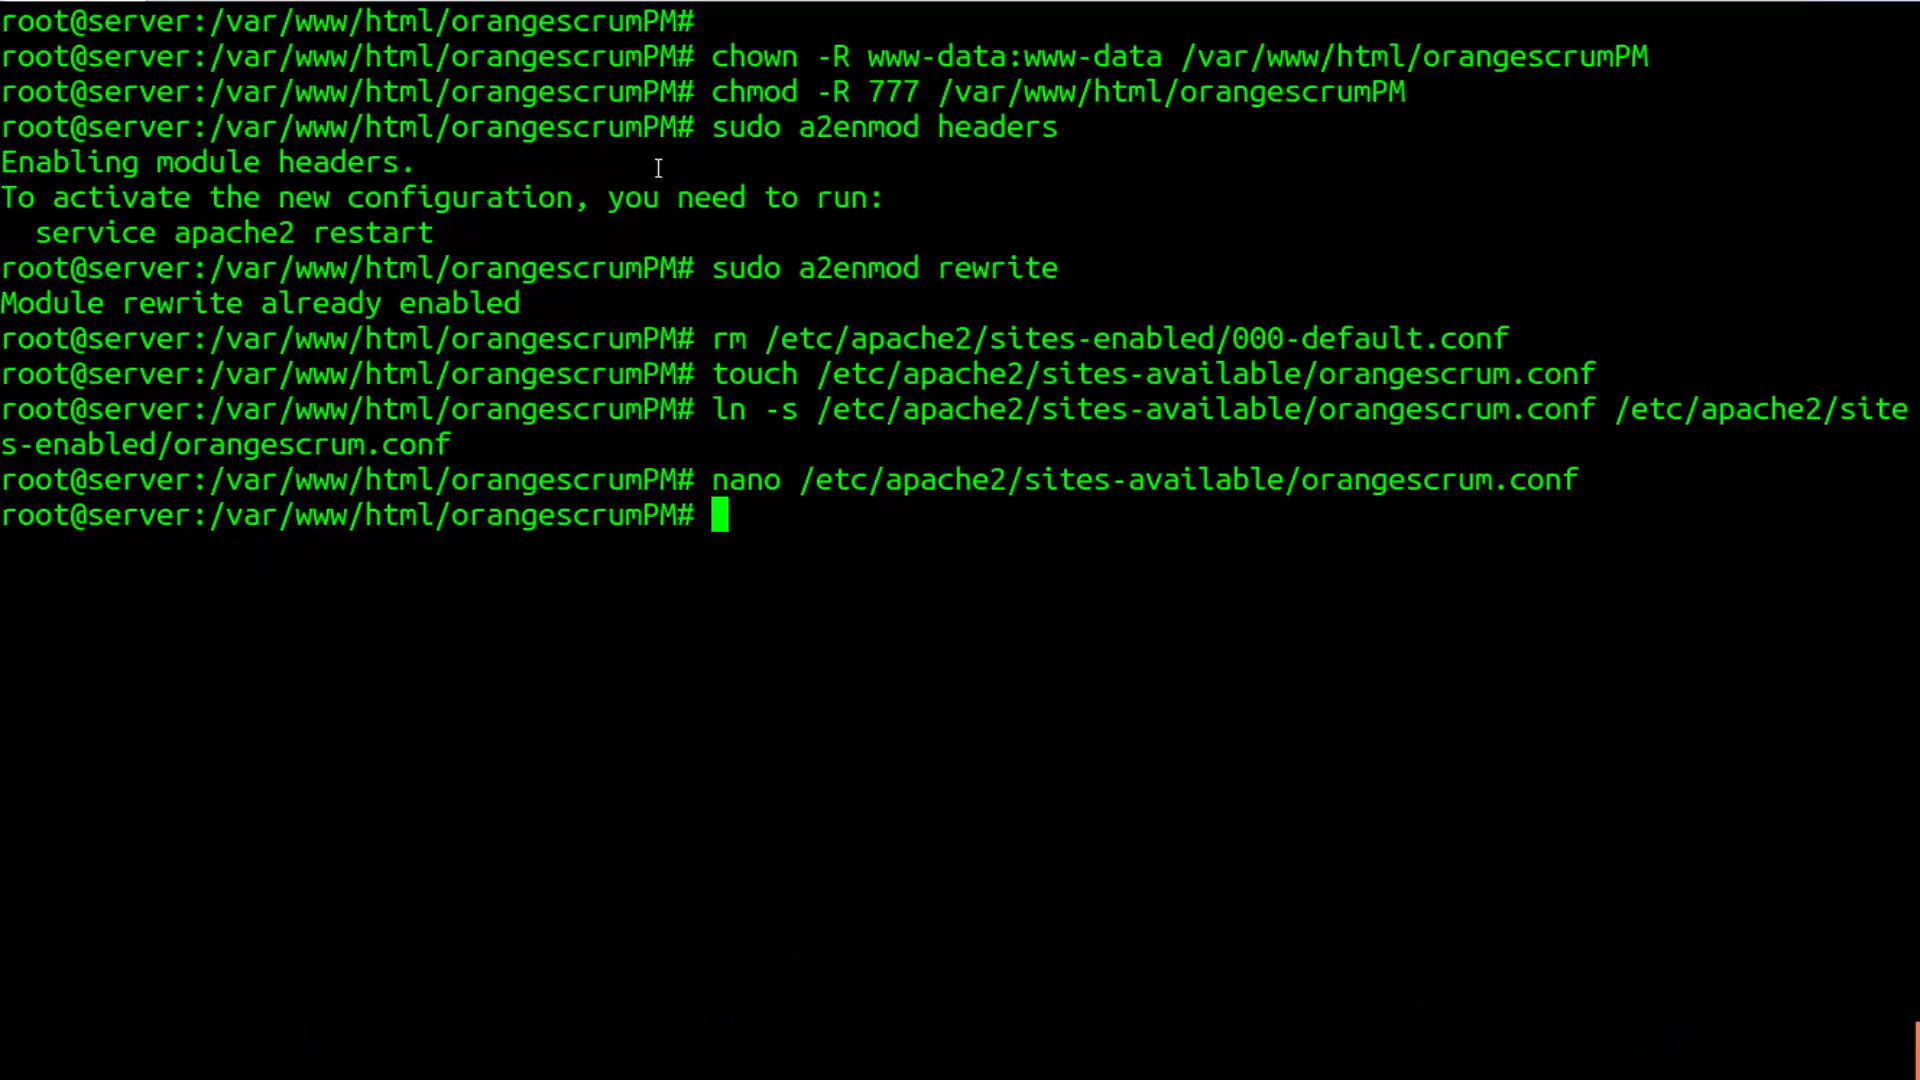 root@server:/var/www/html/orangescrumPM#
root@server:/var/www/html/orangescrumPM# chown -R www-data:www-data /var/www/html/orangescrumPM
root@server:/var/www/html/orangescrumPM# chmod -R 777 /var/www/html/orangescrumPM
root@server:/var/www/html/orangescrumPM# sudo a2enmod headers
Enabling module headers.
To activate the new configuration, you need to run:
  service apache2 restart
root@server:/var/www/html/orangescrumPM# sudo a2enmod rewrite
Module rewrite already enabled
root@server:/var/www/html/orangescrumPM# rm /etc/apache2/sites-enabled/000-default.conf
root@server:/var/www/html/orangescrumPM# touch /etc/apache2/sites-available/orangescrum.conf
root@server:/var/www/html/orangescrumPM# ln -s /etc/apache2/sites-available/orangescrum.conf /etc/apache2/site
s-enabled/orangescrum.conf
root@server:/var/www/html/orangescrumPM# nano /etc/apache2/sites-available/orangescrum.conf
root@server:/var/www/html/orangescrumPM#